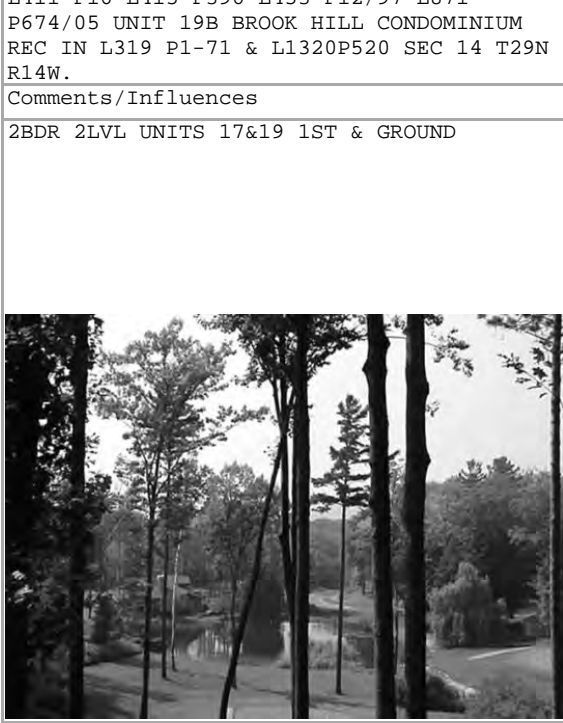 P674/05 UNIT 19B BROOK HILL CONDOMINIUM
REC IN L319 P1-71 & L1320P520 SEC 14 T29N
R14W.
Comments/Influences
2BDR 2LVL UNITS 17&19 1ST & GROUND